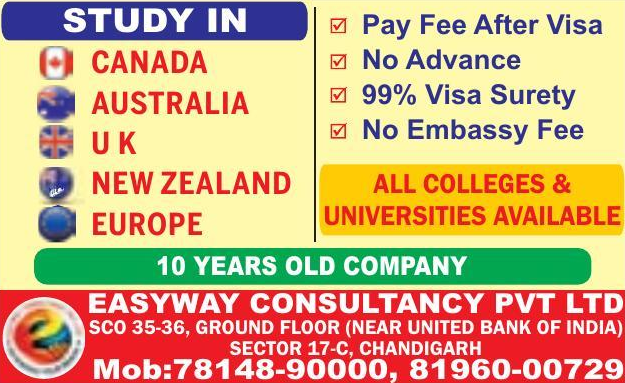 STUDY IN
CANADA
AUSTRALIA
U K
NEW ZEALAND
EUROPE
Pay Fee After Visa
No Advance
99% Visa Surety
No Embassy Fee
ALL COLLEGES &
UNIVERSITIES AVAILABLE
10 YEARS OLD COMPANY
EASYWAY CONSULTANCY PVT LTD
SCO 35-36, GROUND FLOOR (NEAR UNITED BANK OF INDIA)
SECTOR 17-C, CHANDIGARH
Mob:78148-90000, 81960-00729